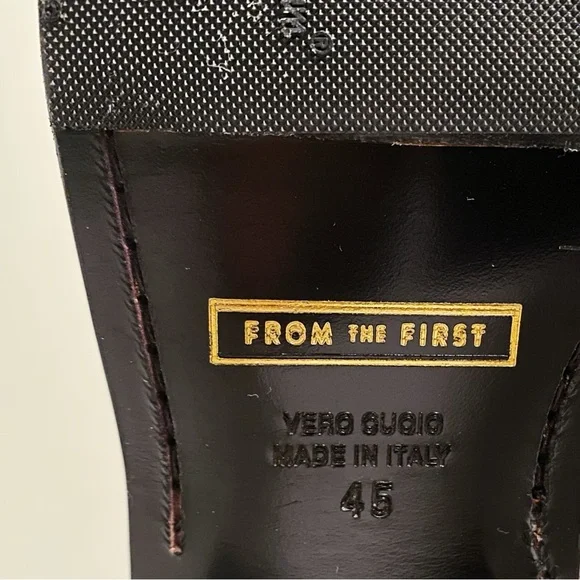 FROM THE FIRST
VERO CUOIO
MADE IN ITALY
45